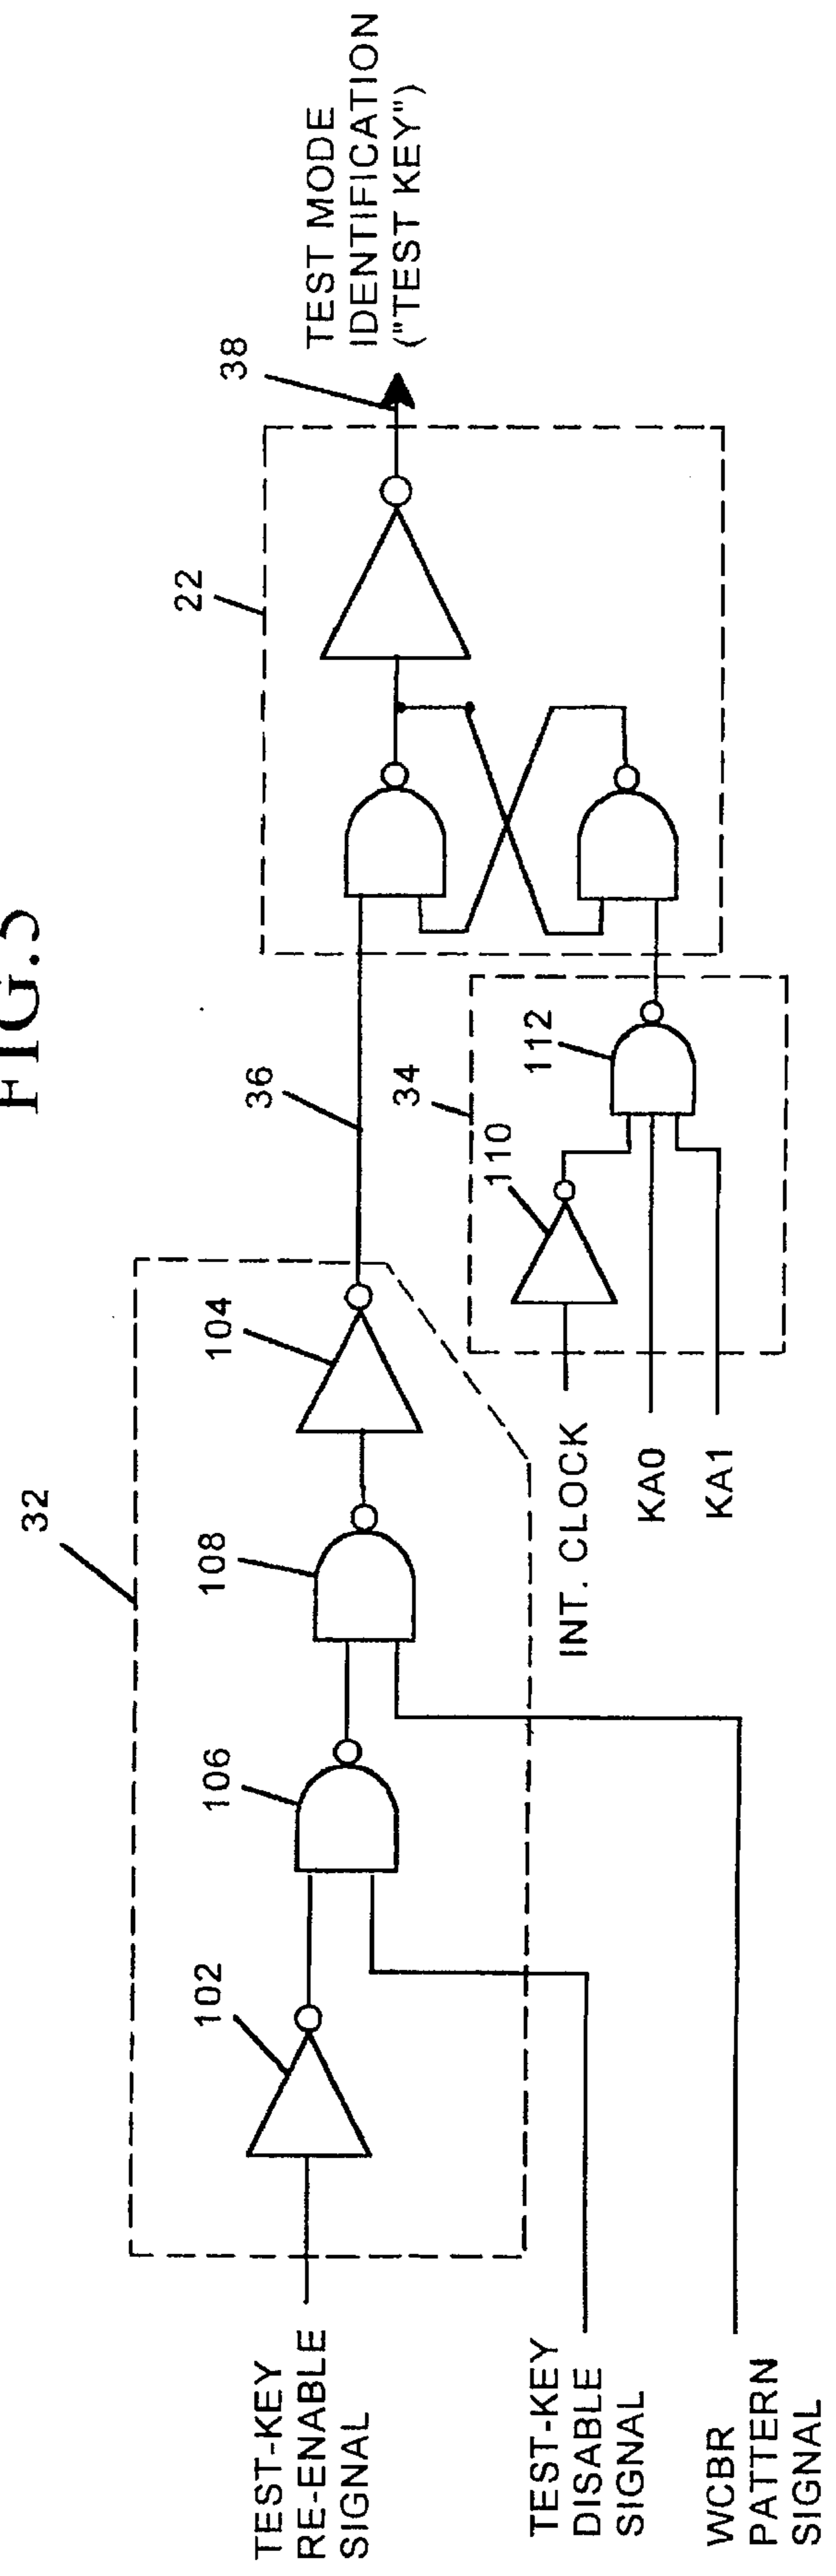 FIG.5
TEST-KEY
RE-ENABLE
SIGNAL
TEST-KEY
DISABLE
SIGNAL
WCBR
PATTERN
SIGNAL
32
102
106
108
104
36
INT. CLOCK
KA0
KA1
34
110
112
22
38
TEST MODE
IDENTIFICATION
("TEST KEY")